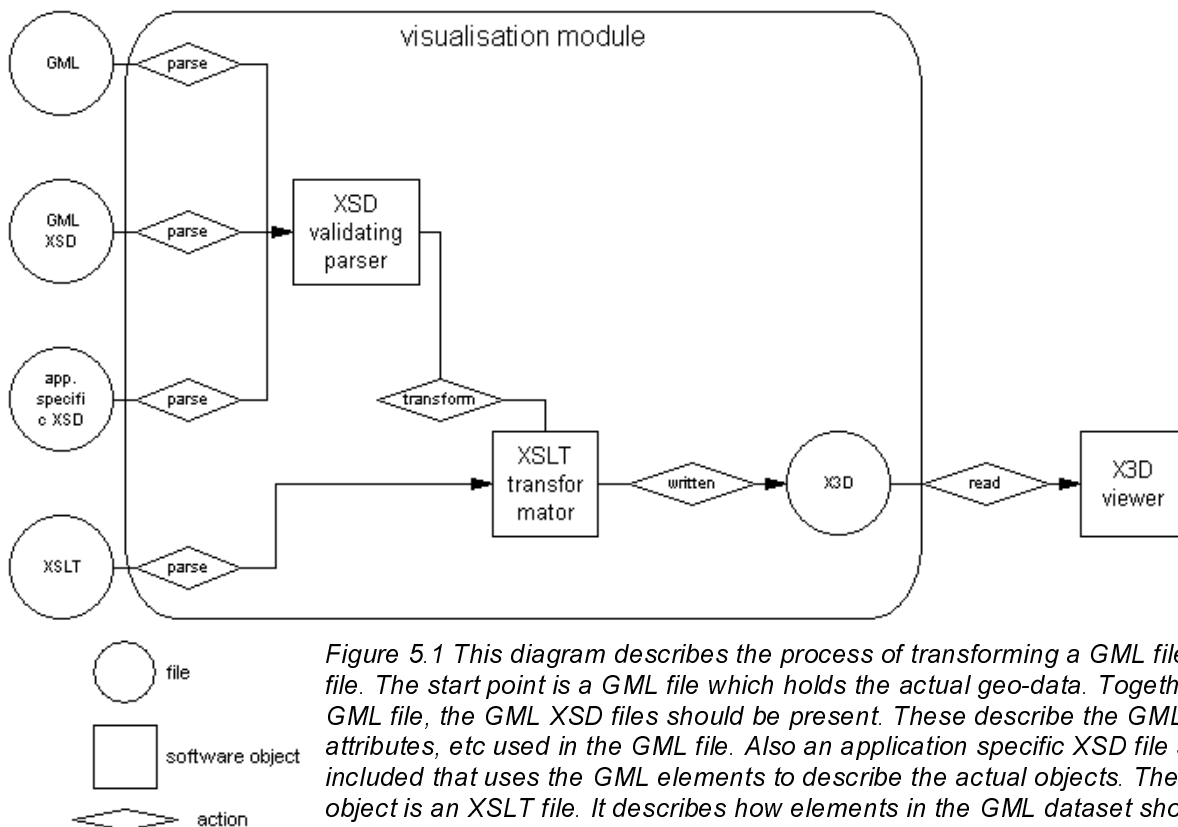 visualisation module
GML
parse
GML
XSD
parse
XSD
validating
parser
app.
specifi
c XSD
parse
transform
XSLT
transfor
mator
written
X3D
read
X3D
viewer
XSLT
parse
file
software object
action
Figure 5.1 This diagram describes the process of transforming a GML file
file. The start point is a GML file which holds the actual geo-data. Togeth
GML file, the GML XSD files should be present. These describe the GML
attributes, etc used in the GML file. Also an application specific XSD file
included that uses the GML elements to describe the actual objects. The
object is an XSLT file. It describes how elements in the GML dataset sho